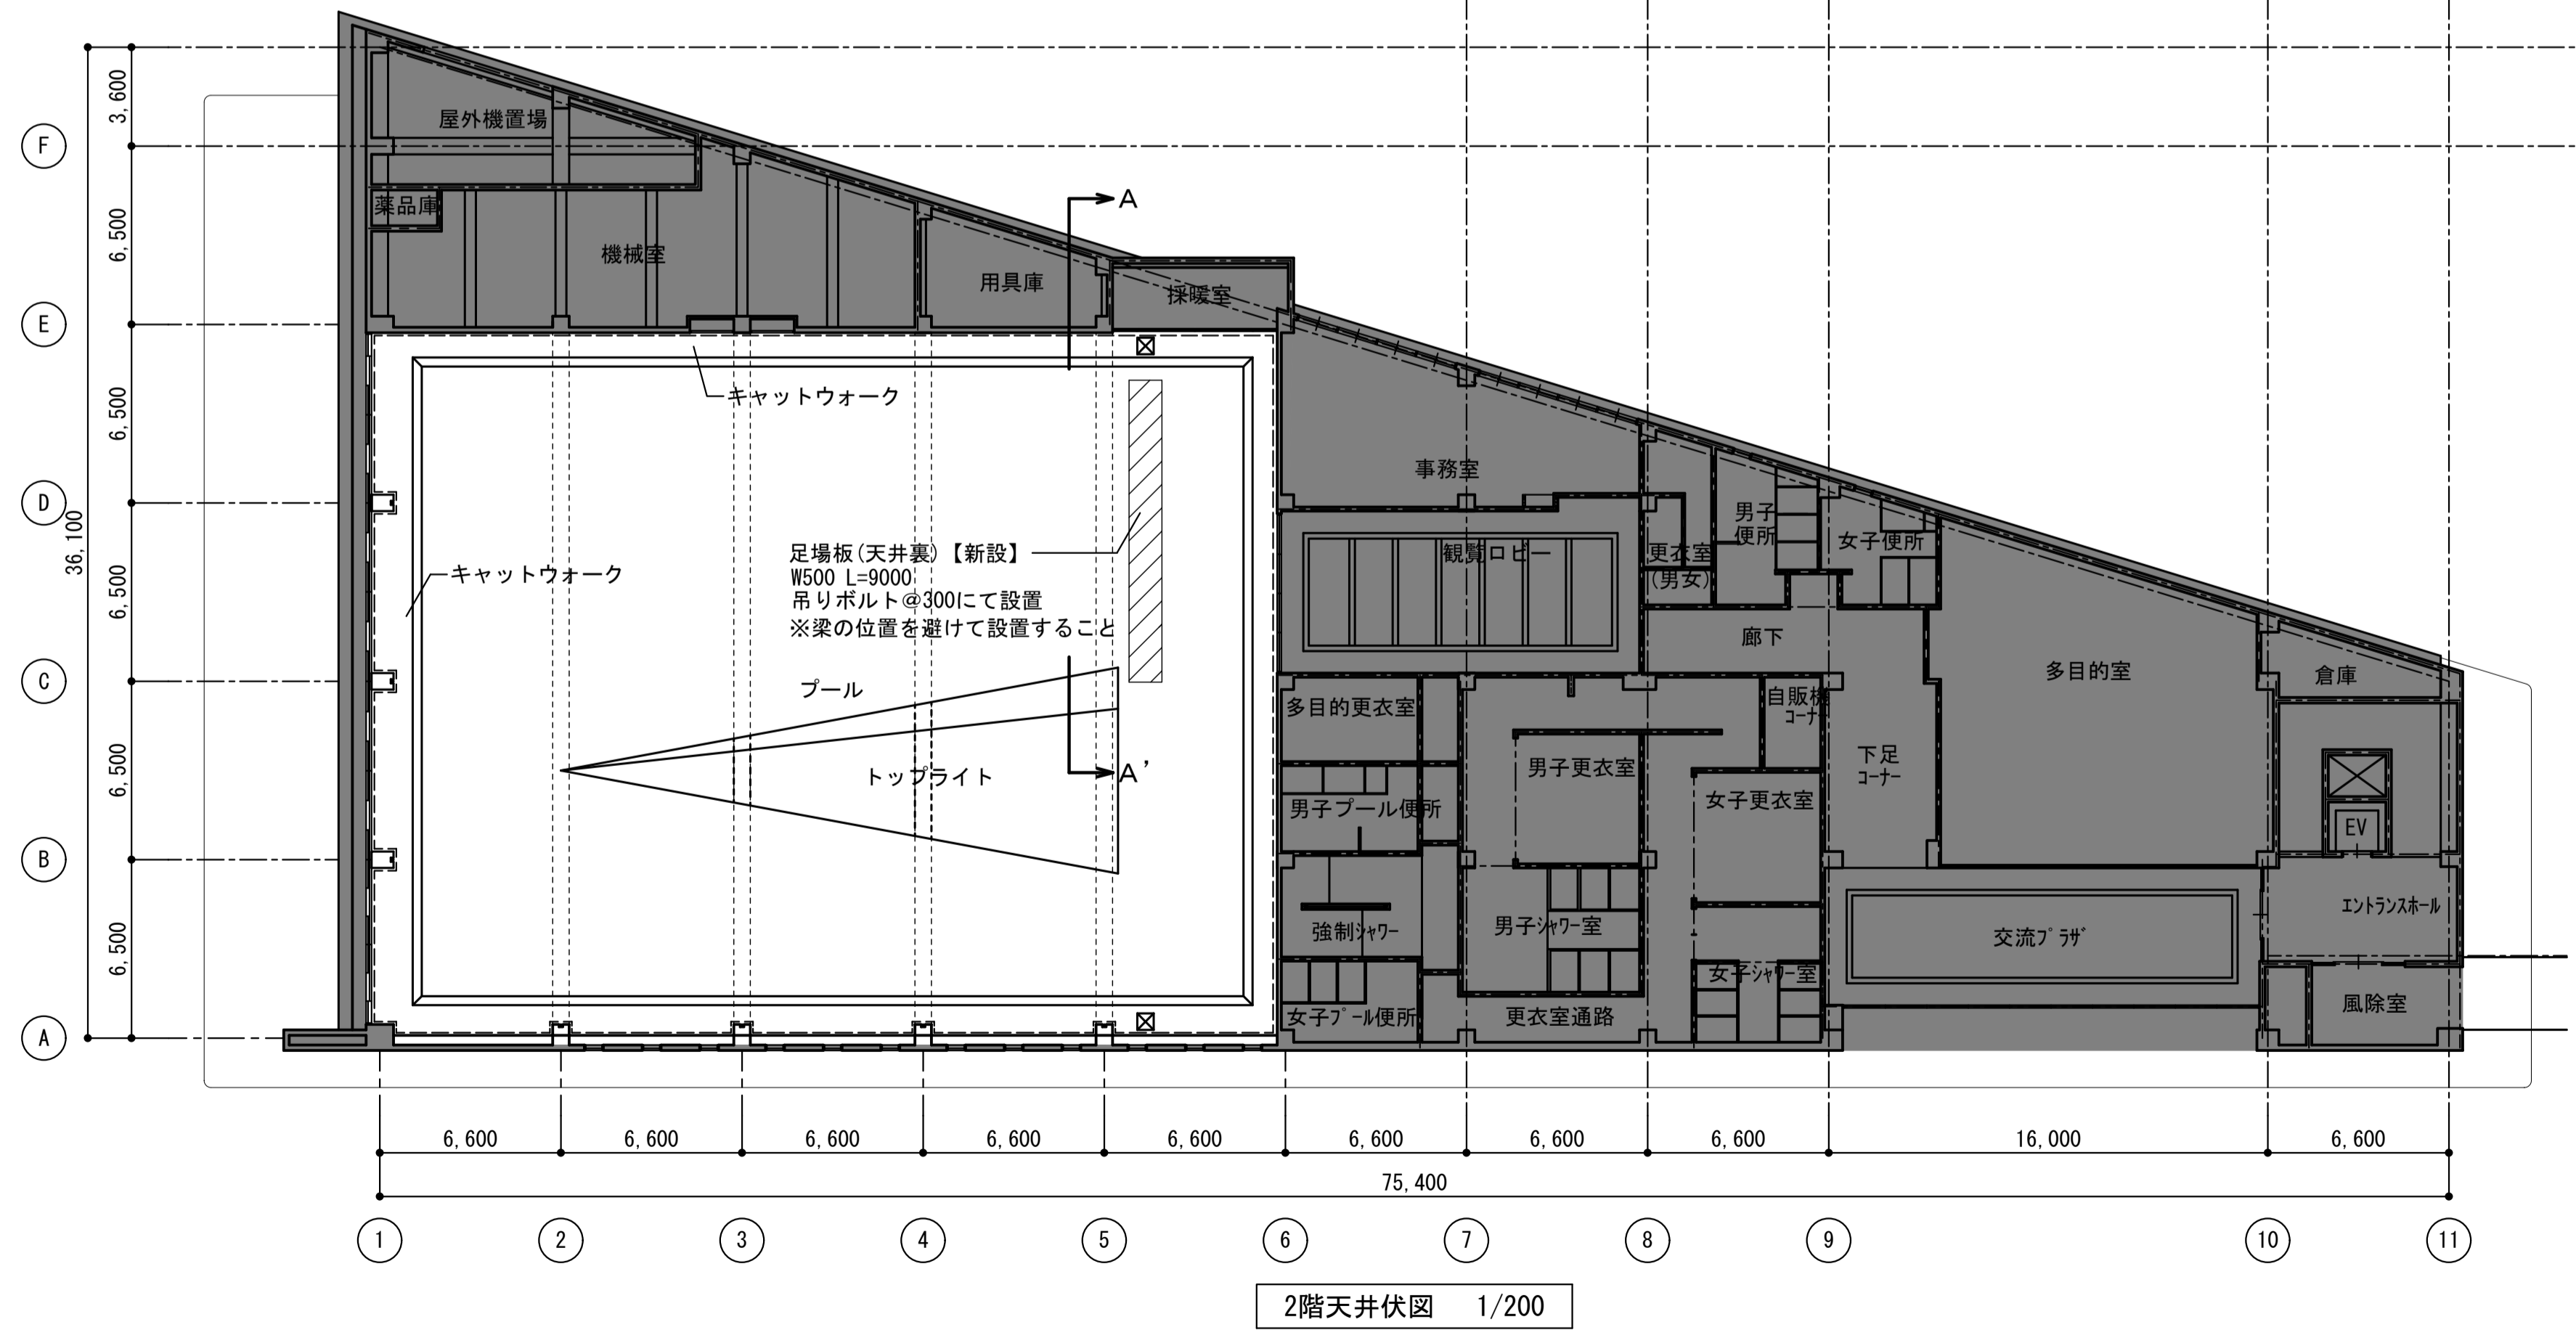 3,600
F
屋外機置場
6,500
薬品庫
機械室
A
用具庫
採暖室
E
キャットウォーク
6,500
事務室
D
36,100
男子
便所
女子便所
足場板(天井裏)【新設】
W500 L=9000
吊りボルト@300にて設置
※梁の位置を避けて設置すること
観覧ロビー
更衣室
(男女)
キャットウォーク
6,500
廊下
多目的室
倉庫
C
プール
多目的更衣室
自販機
コーナー
6,500
トップライト
A'
男子更衣室
下足
コーナー
女子更衣室
男子プール便所
EV
B
6,500
強制シャワー
男子シャワー室
交流プラザ
エントランスホール
女子シャワー室
風除室
女子プール便所
更衣室通路
A
6,600
6,600
6,600
6,600
6,600
6,600
6,600
6,600
16,000
6,600
75,400
1
2
3
4
5
6
7
8
9
10
11
2階天井伏図 1/200